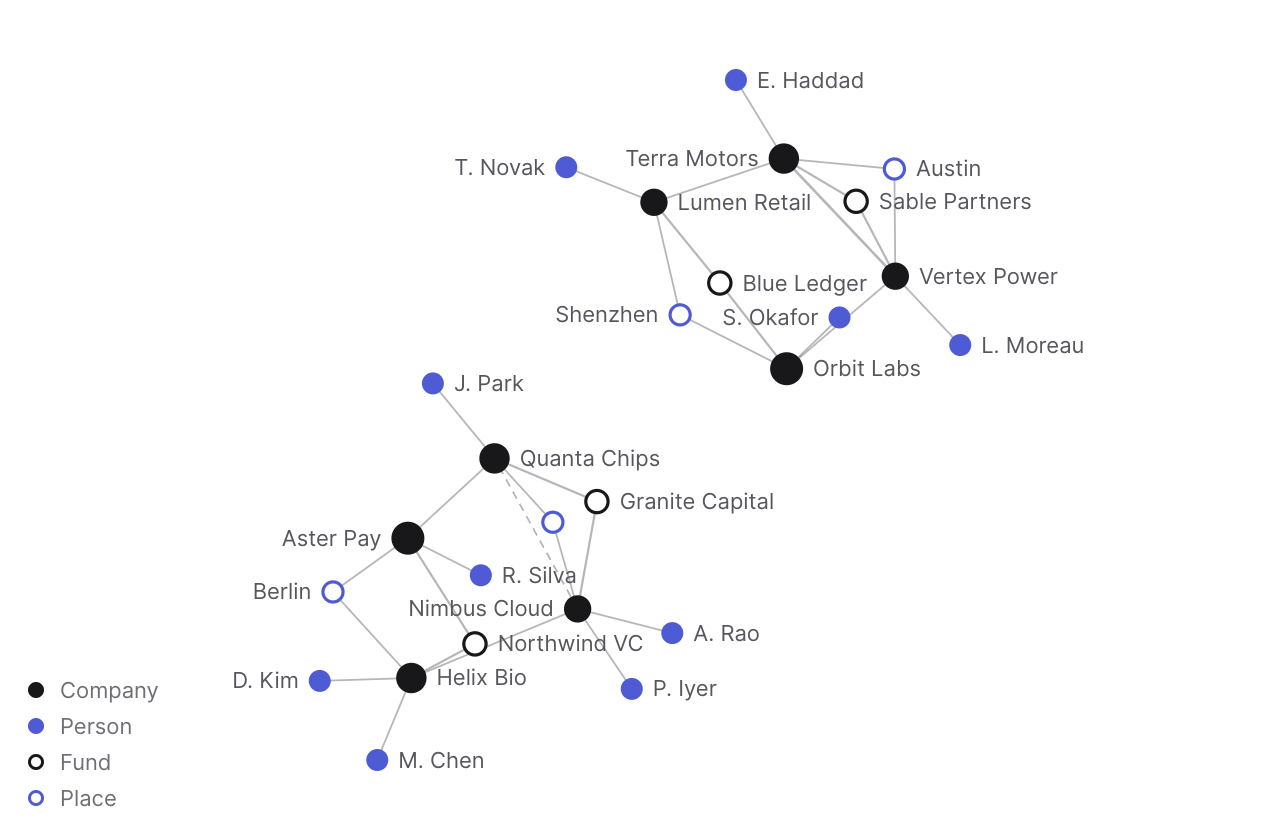 E. Haddad
Terra Motors
T. Novak
Austin
Lumen Retail
Sable Partners
Vertex Power
Blue Ledger
Shenzhen
S. Okafor
L. Moreau
Orbit Labs
J. Park
Quanta Chips
Granite Capital
Aster Pay
R. Silva
Berlin
Nimbus Cloud
A. Rao
Northwind VC
D. Kim
Helix Bio
P. Iyer
M. Chen
Company
Person
Fund
Place